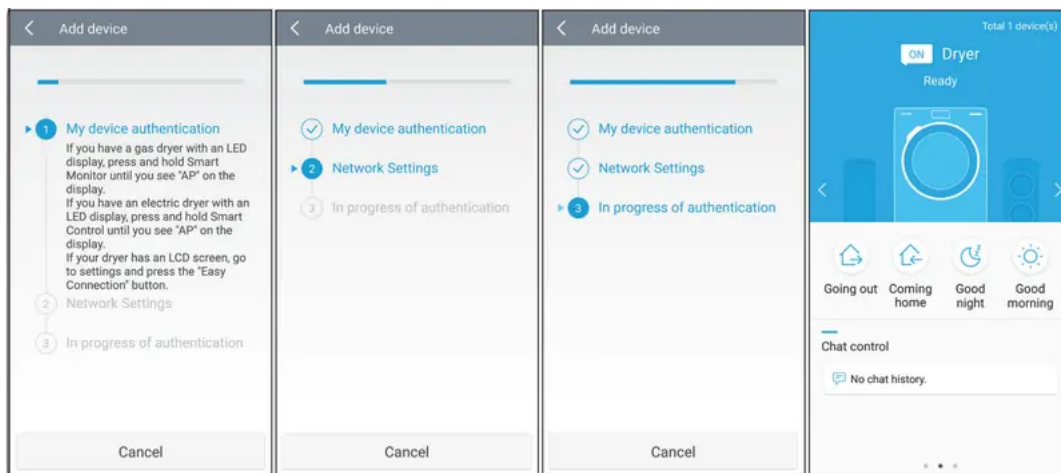 Add device
1
My device authentication
If you have a gas dryer with an LED
display, press and hold Smart
Monitor until you see "AP" on the
display.
If you have an electric dryer with an
LED display, press and hold Smart
Control until you see "AP" on the
display.
If your dryer has an LCD screen, go
to settings and press the "Easy
Connection" button.
2 Network Settings
3 In progress of authentication
Cancel
Add device
My device authentication
2 Network Settings
3 In progress of authentication
Cancel
Add device
My device authentication
Network Settings
3 In progress of authentication
Cancel
Total 1 device(s)
ON Dryer
Ready
Going out
Coming
home
Good
night
Good
morning
Chat control
No chat history.